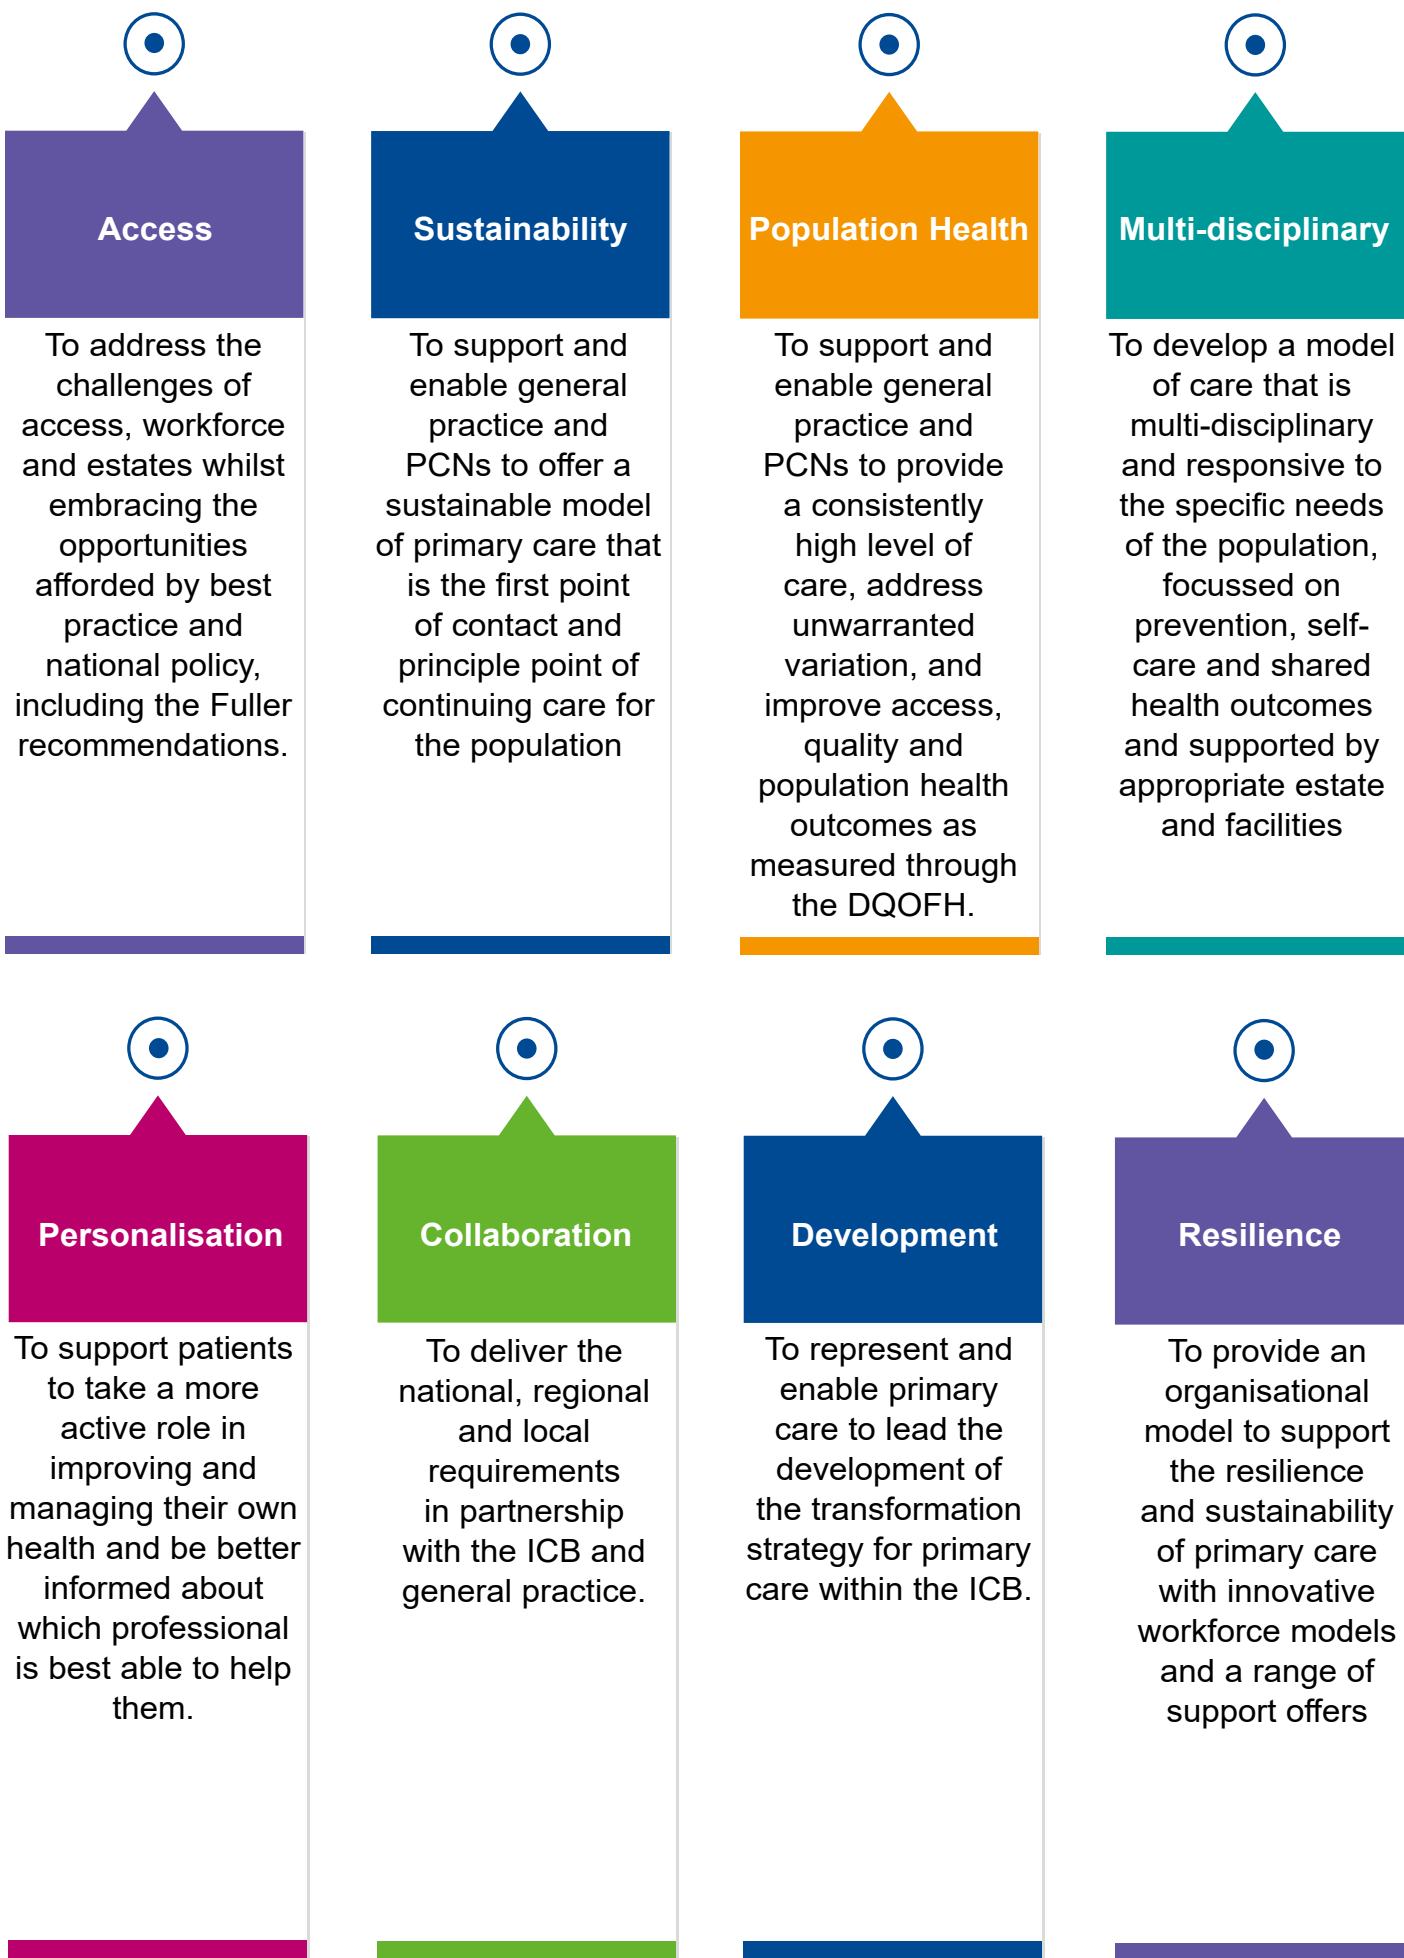 Access
To address the
challenges of
access, workforce
and estates whilst
embracing the
opportunities
afforded by best
practice and
national policy,
including the Fuller
recommendations.
Sustainability
To support and
enable general
practice and
PCNs to offer a
sustainable model
of primary care that
is the first point
of contact and
principle point of
continuing care for
the population
Population Health
To support and
enable general
practice and
PCNs to provide
a consistently
high level of
care, address
unwarranted
variation, and
improve access,
quality and
population health
outcomes as
measured through
the DQOFH.
Multi-disciplinary
To develop a model
of care that is
multi-disciplinary
and responsive to
the specific needs
of the population,
focussed on
prevention, self-
care and shared
health outcomes
and supported by
appropriate estate
and facilities
Personalisation
To support patients
to take a more
active role in
improving and
managing their own
health and be better
informed about
which professional
is best able to help
them.
Collaboration
To deliver the
national, regional
and local
requirements
in partnership
with the ICB and
general practice.
Development
To represent and
enable primary
care to lead the
development of
the transformation
strategy for primary
care within the ICB.
Resilience
To provide an
organisational
model to support
the resilience
and sustainability
of primary care
with innovative
workforce models
and a range of
support offers